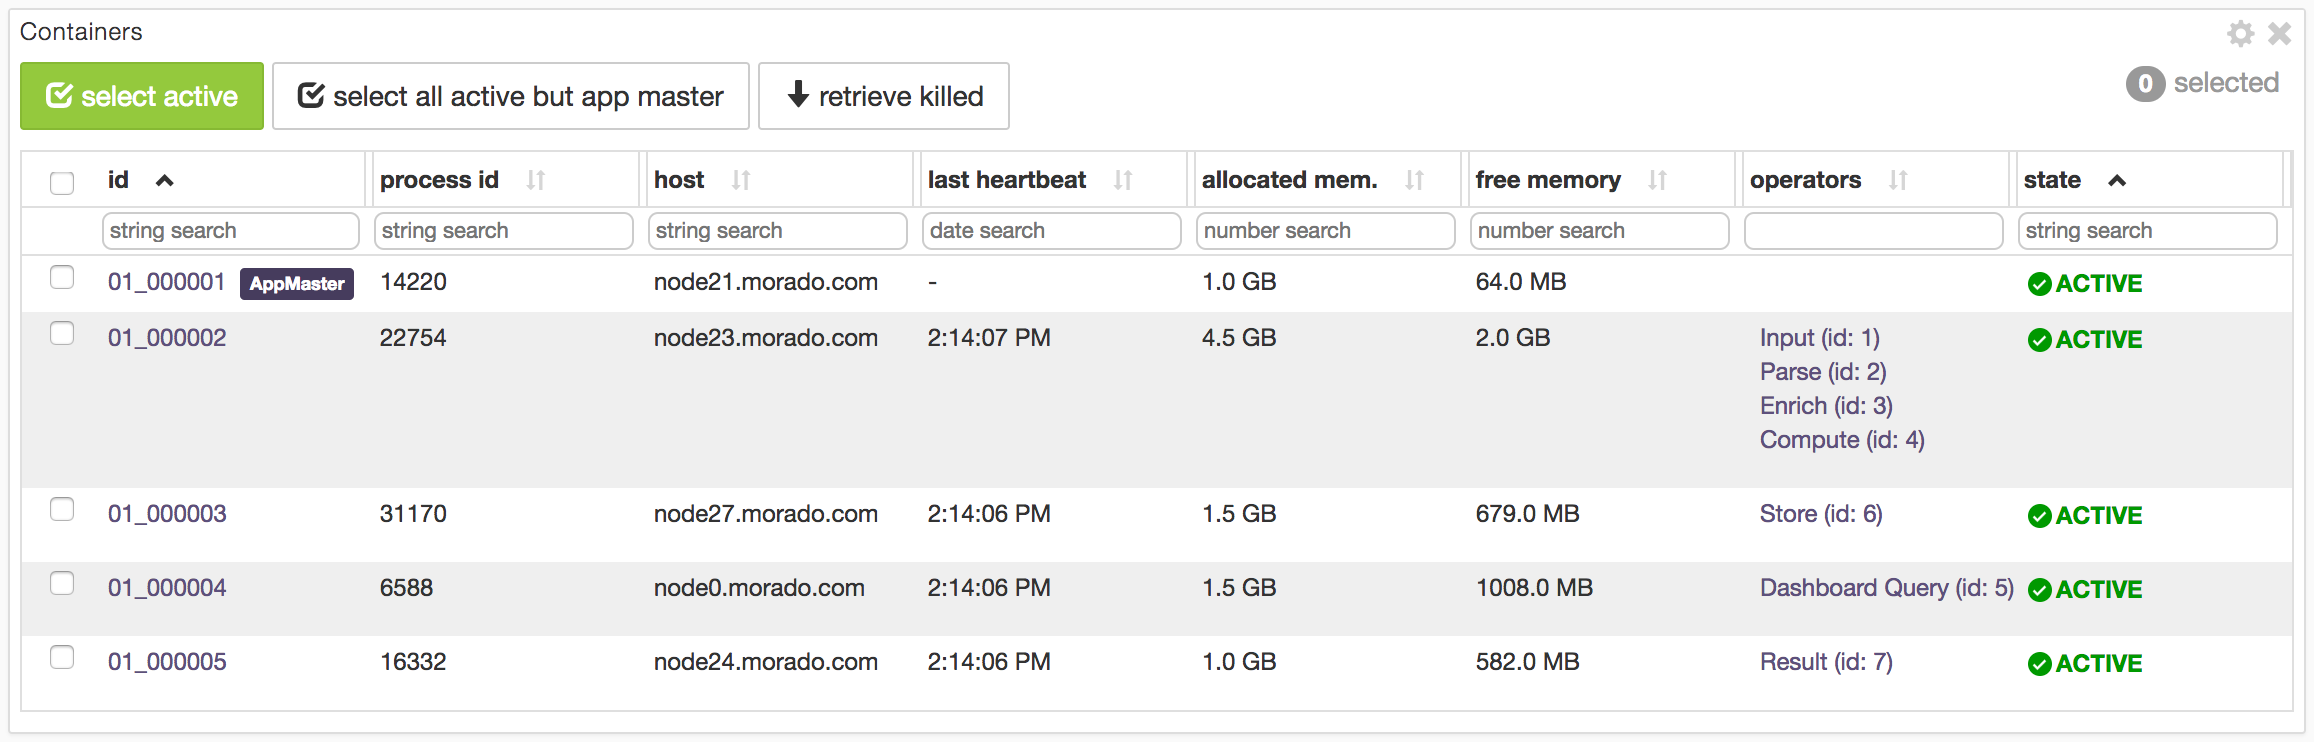 Containers
select active select all active but app master retrieve killed 0 selected
id process id host last heartbeat allocated mem. free memory operators state
string search string search string search date search number search number search string search
01_000001 AppMaster 14220 node21.morado.com - 1.0 GB 64.0 MB ACTIVE
01_000002 22754 node23.morado.com 2:14:07 PM 4.5 GB 2.0 GB Input (id: 1) ACTIVE
Parse (id: 2)
Enrich (id: 3)
Compute (id: 4)
01_000003 31170 node27.morado.com 2:14:06 PM 1.5 GB 679.0 MB Store (id: 6) ACTIVE
01_000004 6588 node0.morado.com 2:14:06 PM 1.5 GB 1008.0 MB Dashboard Query (id: 5) ACTIVE
01_000005 16332 node24.morado.com 2:14:06 PM 1.0 GB 582.0 MB Result (id: 7) ACTIVE